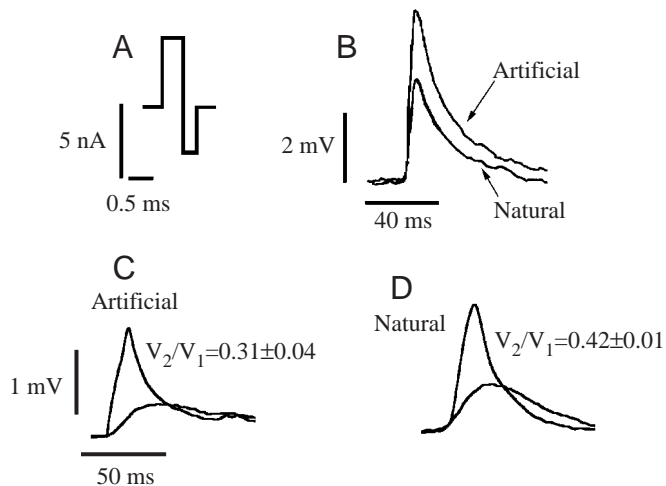 A
5 nA
0.5 ms
B
Artificial
2 mV
Natural
40 ms
C
Artificial
V₂/V₁=0.31±0.04
1 mV
50 ms
D
Natural
V₂/V₁=0.42±0.01